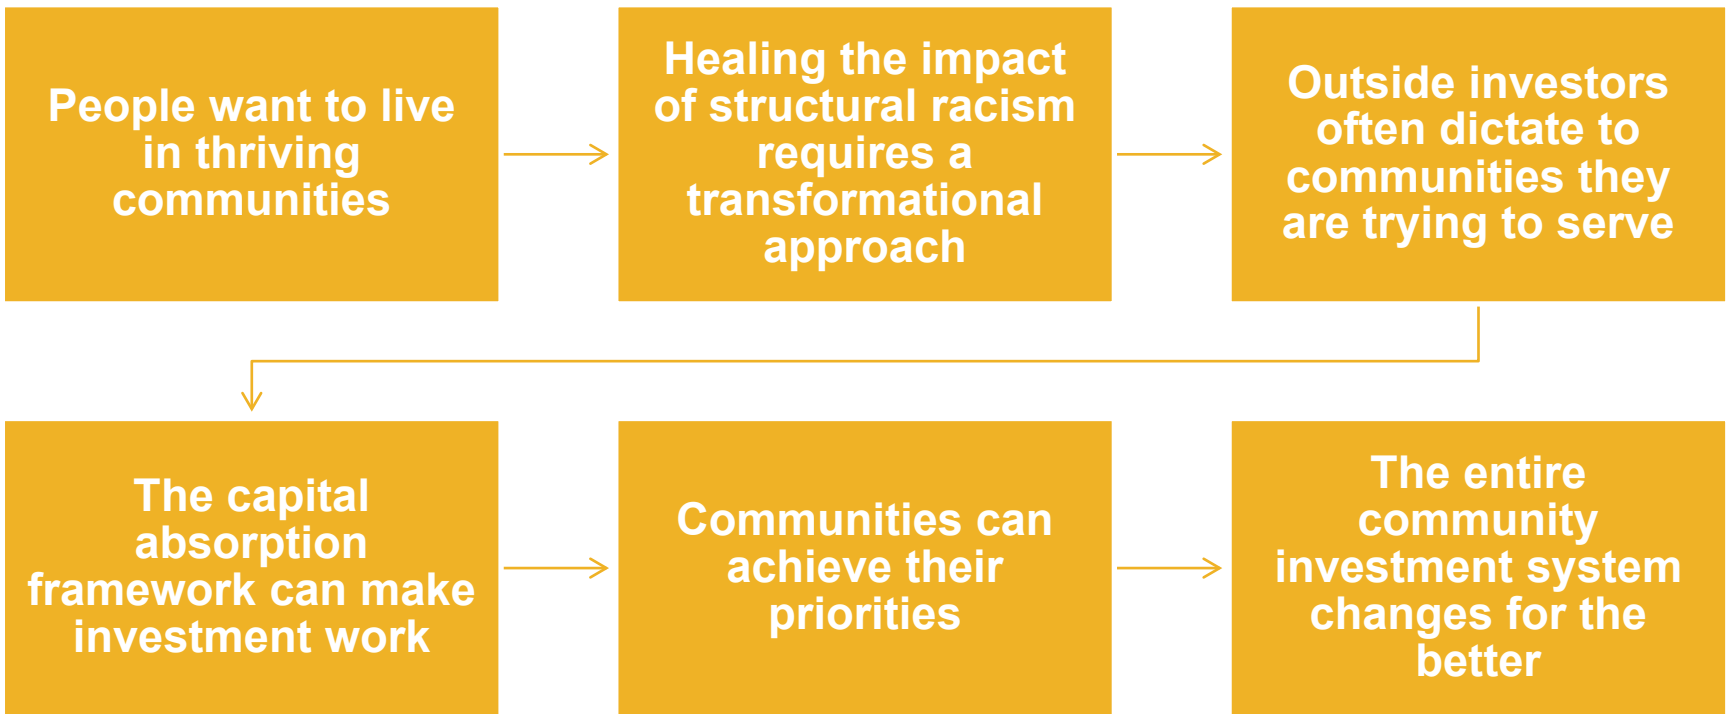 People want to live
in thriving
communities
Healing the impact
of structural racism
requires a
transformational
approach
Outside investors
often dictate to
communities they
are trying to serve
The capital
absorption
framework can make
investment work
Communities can
achieve their
priorities
The entire
community
investment system
changes for the
better